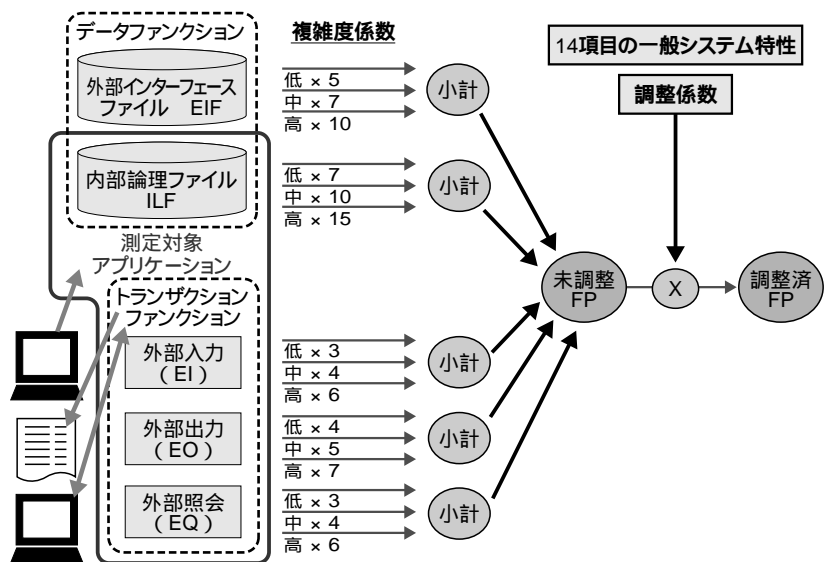 データファンクション
複雑度係数
14項目の一般システム特性
調整係数
外部インターフェース
ファイル EIF
低 × 5
中 × 7
高 × 10
小計
内部論理ファイル
ILF
低 × 7
中 × 10
高 × 15
小計
測定対象
アプリケーション
未調整
FP
X
調整済
FP
トランザクション
ファンクション
外部入力
(EI)
低 × 3
中 × 4
高 × 6
小計
外部出力
(EO)
低 × 4
中 × 5
高 × 7
小計
外部照会
(EQ)
低 × 3
中 × 4
高 × 6
小計